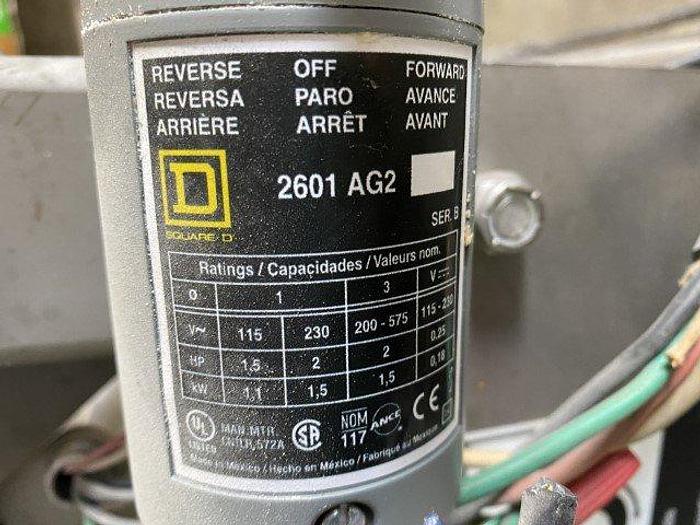 REVERSE OFF FORWARD
REVERSA PARO AVANCE
ARRIÈRE ARRÊT AVANT
D
SQUARE D
2601 AG2
SER. B
Ratings / Capacidades / Valeurs nom.
Ø 1 3 V⎓
V~ 115 230 200 - 575 115 - 230
HP 1,5 2 2 0,25
kW 1,1 1,5 1,5 0,18
UL LISTED MAN. MTR. CNTLR. 572A SA NOM 117 ANCE CE
Made in Mexico / Hecho en México / Fabriqué au Mexique